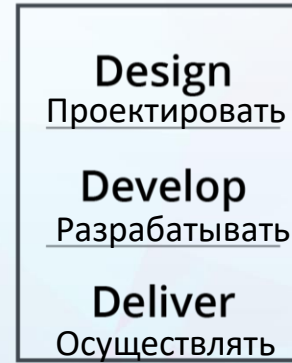 Design
Проектировать
Develop
Разрабатывать
Deliver
Осуществлять